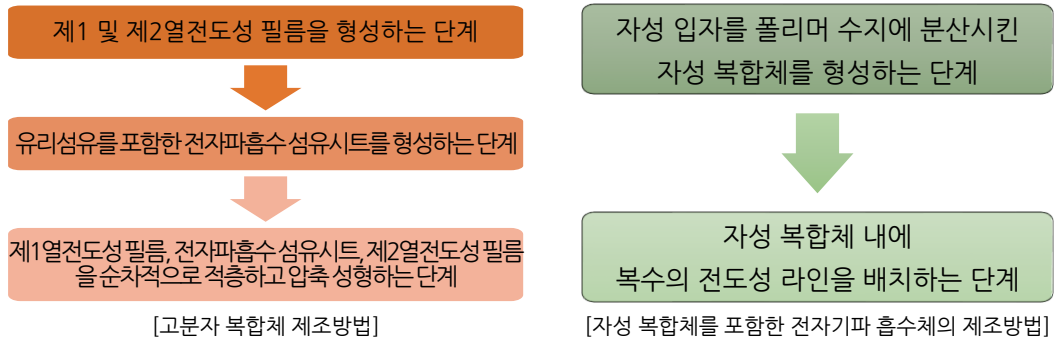 제1 및 제2열전도성 필름을 형성하는 단계
유리섬유를 포함한 전자파흡수 섬유시트를 형성하는 단계
제1열전도성 필름, 전자파흡수 섬유시트, 제2열전도성 필름
을 순차적으로 적층하고 압축 성형하는 단계
[고분자 복합체 제조방법]
자성 입자를 폴리머 수지에 분산시킨
자성 복합체를 형성하는 단계
자성 복합체 내에
복수의 전도성 라인을 배치하는 단계
[자성 복합체를 포함한 전자기파 흡수체의 제조방법]